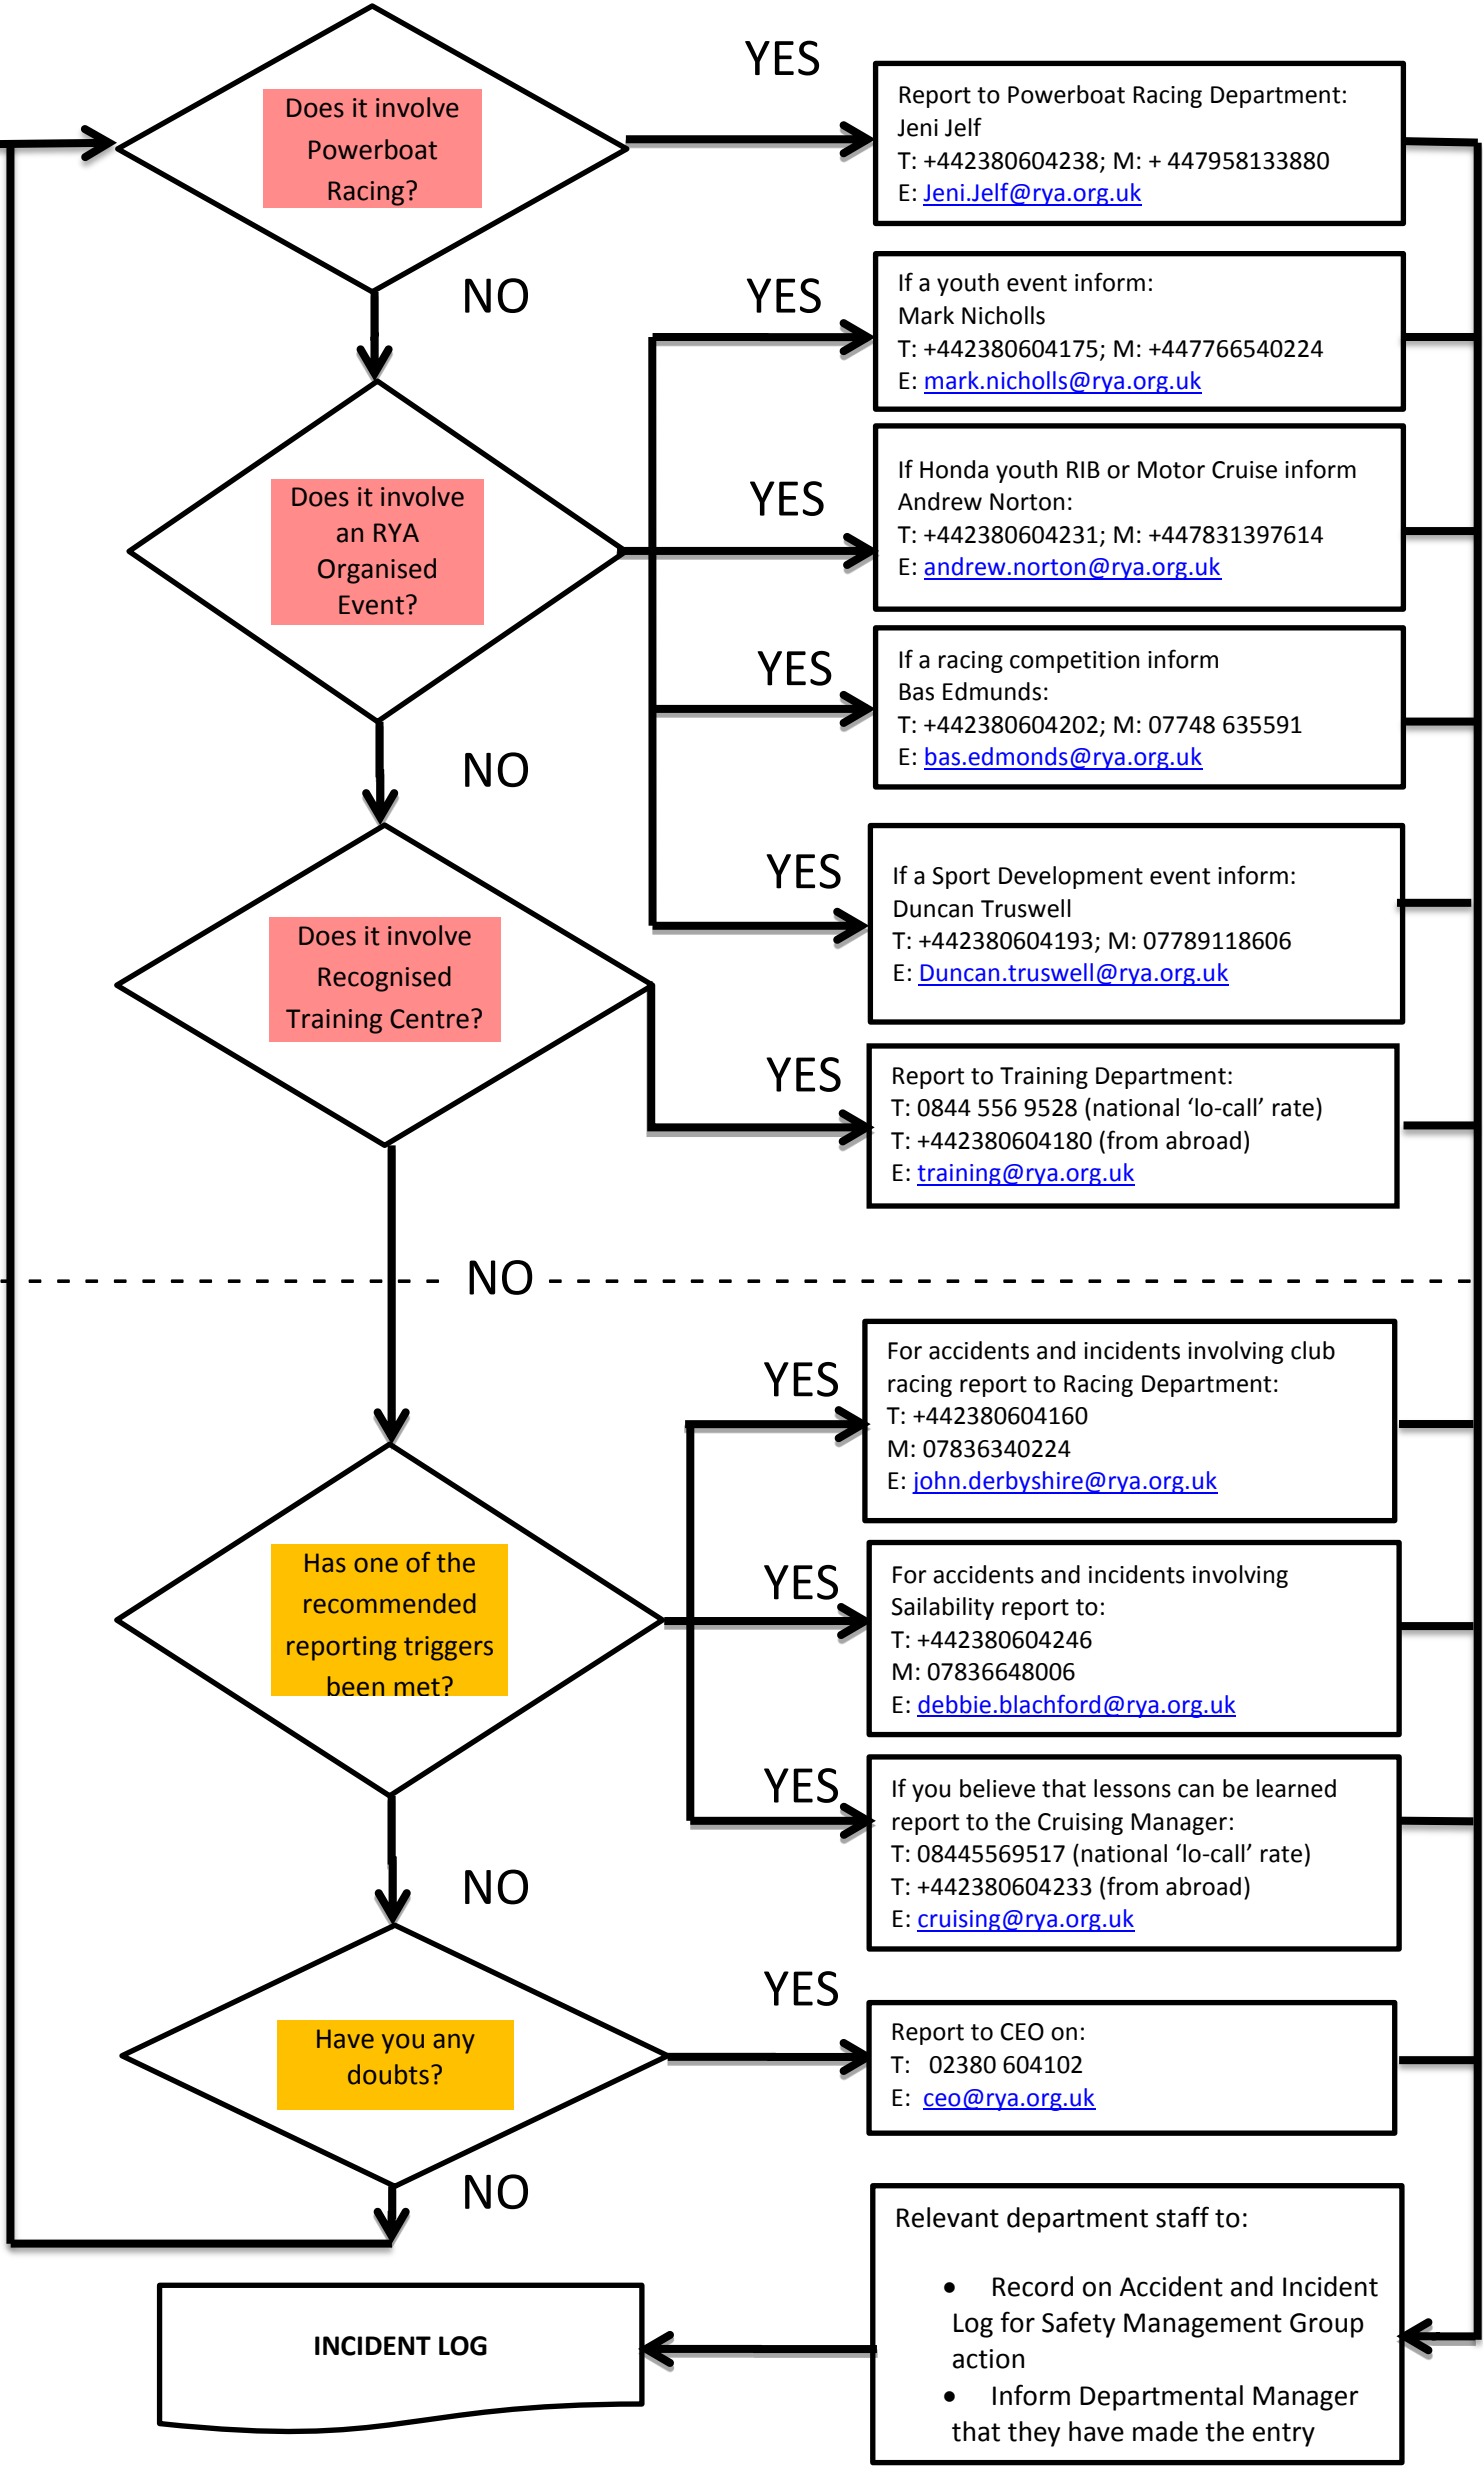 Does it involve
Powerboat
Racing?
YES
Report to Powerboat Racing Department:
Jeni Jelf
T: +442380604238; M: + 447958133880
E: Jeni.Jelf@rya.org.uk
NO
Does it involve
an RYA
Organised
Event?
YES
If a youth event inform:
Mark Nicholls
T: +442380604175; M: +447766540224
E: mark.nicholls@rya.org.uk
YES
If Honda youth RIB or Motor Cruise inform
Andrew Norton:
T: +442380604231; M: +447831397614
E: andrew.norton@rya.org.uk
YES
If a racing competition inform
Bas Edmunds:
T: +442380604202; M: 07748 635591
E: bas.edmonds@rya.org.uk
YES
If a Sport Development event inform:
Duncan Truswell
T: +442380604193; M: 07789118606
E: Duncan.truswell@rya.org.uk
NO
Does it involve
Recognised
Training Centre?
YES
Report to Training Department:
T: 0844 556 9528 (national ‘lo-call’ rate)
T: +442380604180 (from abroad)
E: training@rya.org.uk
NO
Has one of the
recommended
reporting triggers
been met?
YES
For accidents and incidents involving club
racing report to Racing Department:
T: +442380604160
M: 07836340224
E: john.derbyshire@rya.org.uk
YES
For accidents and incidents involving
Sailability report to:
T: +442380604246
M: 07836648006
E: debbie.blachford@rya.org.uk
YES
If you believe that lessons can be learned
report to the Cruising Manager:
T: 08445569517 (national ‘lo-call’ rate)
T: +442380604233 (from abroad)
E: cruising@rya.org.uk
NO
Have you any
doubts?
YES
Report to CEO on:
T: 02380 604102
E: ceo@rya.org.uk
NO
Relevant department staff to:
• Record on Accident and Incident
Log for Safety Management Group
action
• Inform Departmental Manager
that they have made the entry
INCIDENT LOG